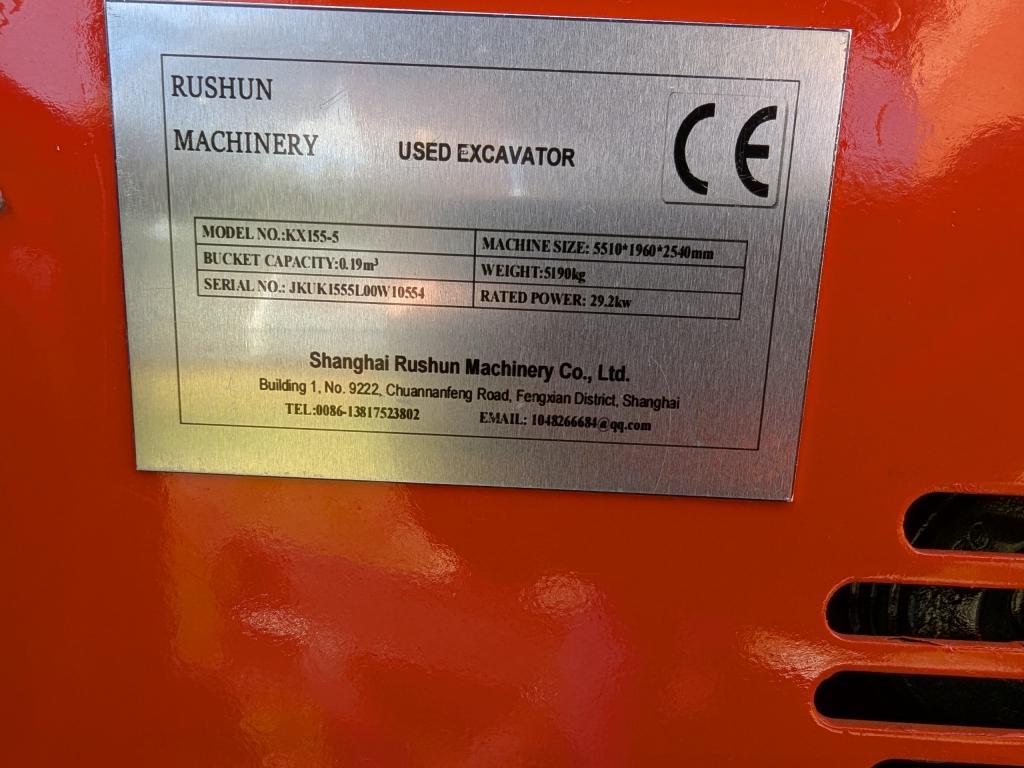 RUSHUN
MACHINERY
USED EXCAVATOR
CE
MODEL NO.:KX155-5
MACHINE SIZE: 5510*1960*2540mm
BUCKET CAPACITY:0.19m³
WEIGHT:5190kg
SERIAL NO.: JKUK1555L00W10554
RATED POWER: 29.2kw
Shanghai Rushun Machinery Co., Ltd.
Building 1, No. 9222, Chuannanfeng Road, Fengxian District, Shanghai
TEL:0086-13817523802
EMAIL: 1048266684@qq.com